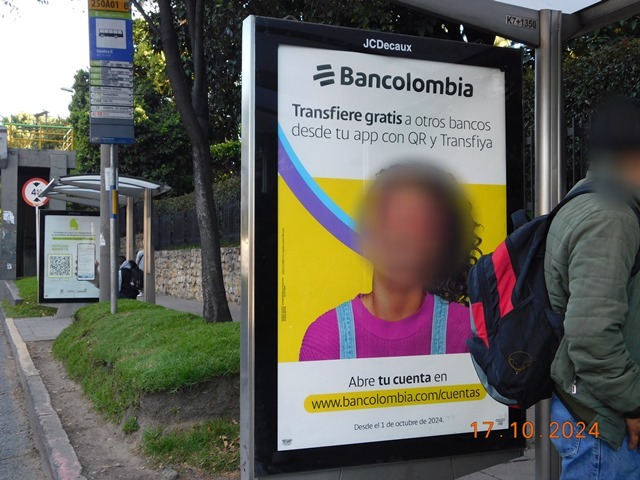 250A01
K7+1350
JCDecaux
Bancolombia
Transfiere gratis a otros bancos
desde tu app con QR y Transfiya
Abre tu cuenta en
www.bancolombia.com/cuentas
Desde el 1 de octubre de 2024.
17.10.2024